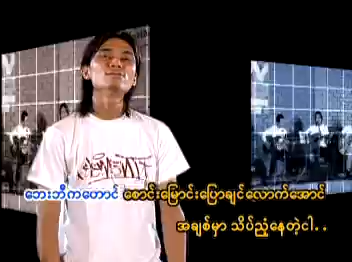 ဘေးဘီကဟောင် စောင်းမြောင်းပြောချင်လောက်အောင်
အချစ်မှာ သိပ်ညံ့နေတဲ့ငါ..